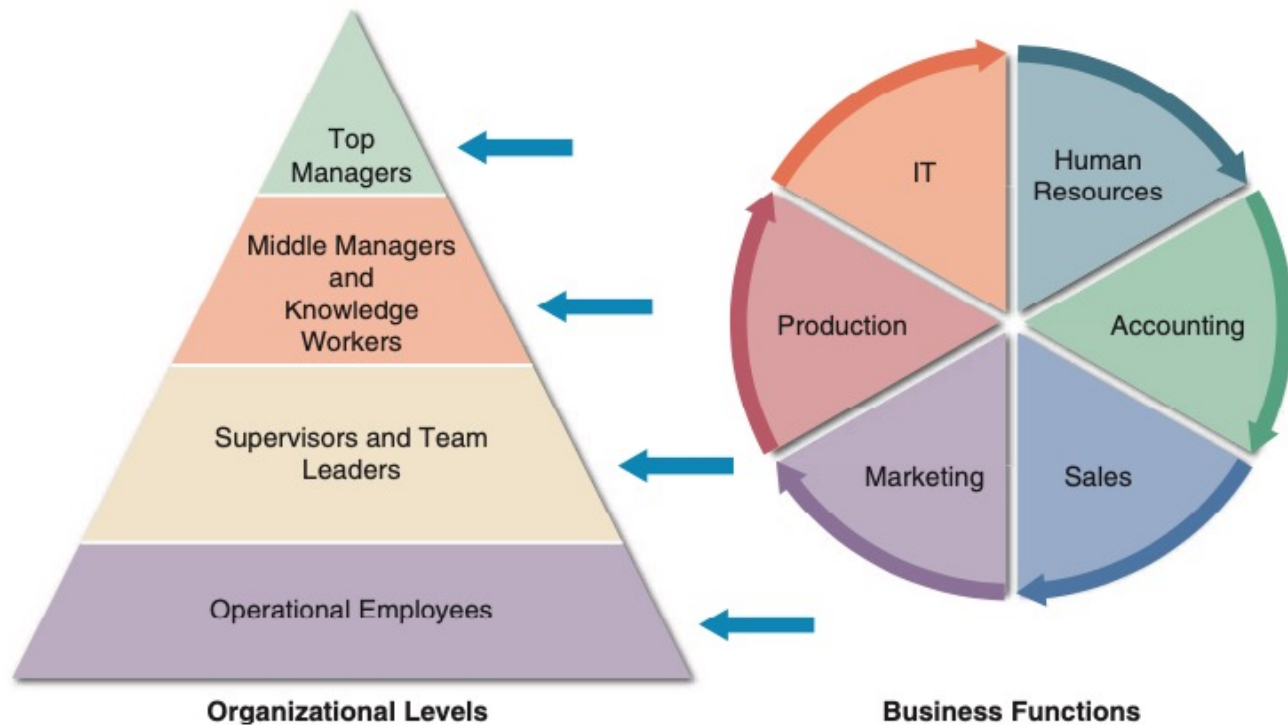 Top
Managers
Middle Managers
and
Knowledge
Workers
Supervisors and Team
Leaders
Operational Employees
Organizational Levels
IT
Human
Resources
Production
Accounting
Marketing
Sales
Business Functions